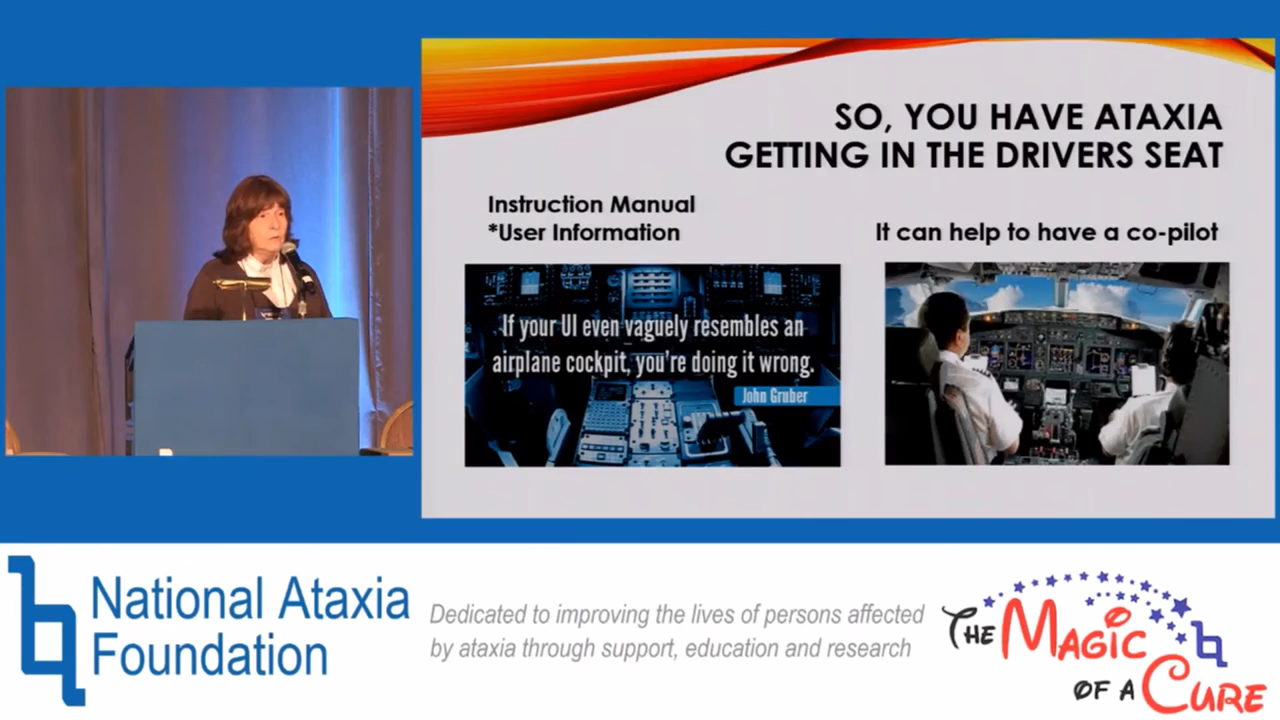 SO, YOU HAVE ATAXIA
GETTING IN THE DRIVERS SEAT
Instruction Manual
*User Information
It can help to have a co-pilot
If your UI even vaguely resembles an
airplane cockpit, you're doing it wrong.
John Gruber
National Ataxia
Foundation
Dedicated to improving the lives of persons affected
by ataxia through support, education and research
THE MAGIC
OF A CURE